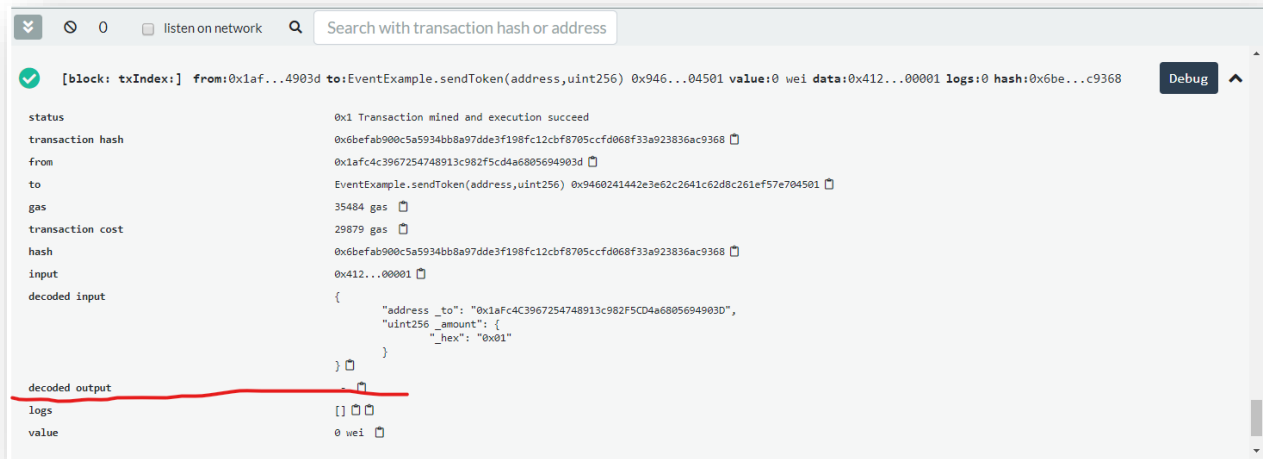 0 listen on network Search with transaction hash or address
[block: txIndex:] from:0x1af...4903d to:EventExample.sendToken(address,uint256) 0x946...04501 value:0 wei data:0x412...00001 logs:0 hash:0x6be...c9368 Debug
status 0x1 Transaction mined and execution succeed
transaction hash 0x6befab900c5a5934bb8a97dde3f198fc12cbf8705ccfd068f33a923836ac9368
from 0x1afc4c3967254748913c982f5cd4a6805694903d
to EventExample.sendToken(address,uint256) 0x9460241442e3e62c2641c62d8c261ef57e704501
gas 35484 gas
transaction cost 29879 gas
hash 0x6befab900c5a5934bb8a97dde3f198fc12cbf8705ccfd068f33a923836ac9368
input 0x412...00001
decoded input {
"address _to": "0x1aFc4C3967254748913c982F5CD4a6805694903D",
"uint256 _amount": {
"_hex": "0x01"
}
}
decoded output -
logs []
value 0 wei